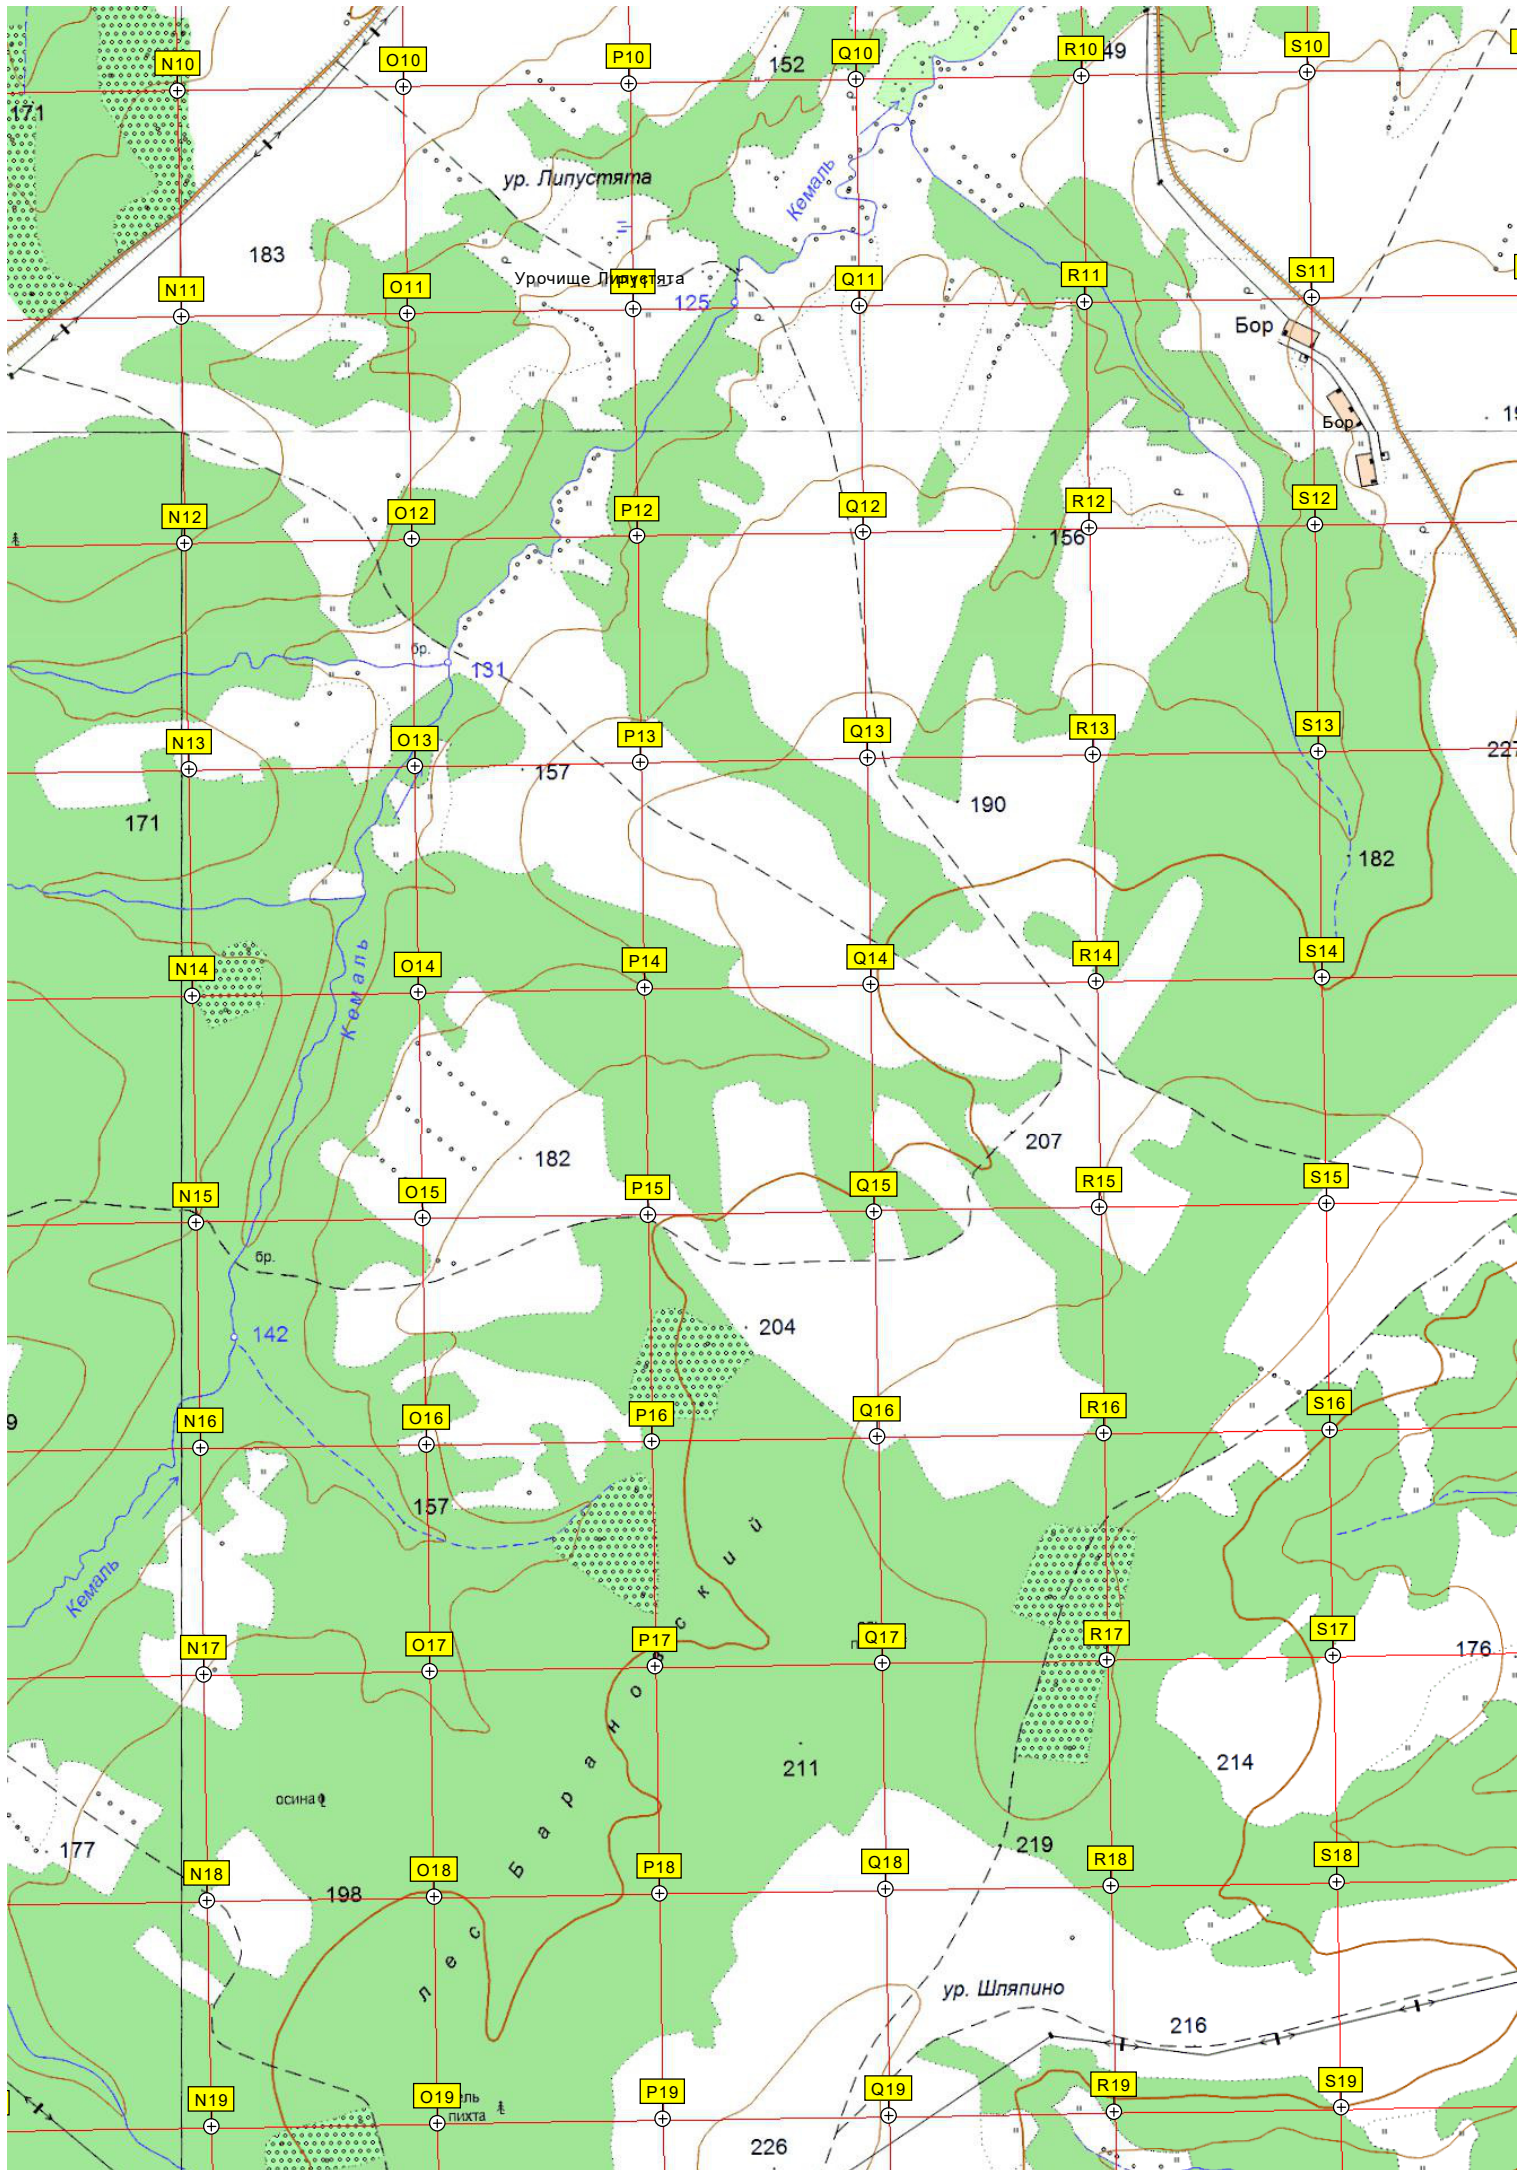 N10 O10 P10 152 Q10 R10 49 S10
171
ур. Липустята
Кемаль
183
N11 O11 Урочище Липустята 125 Q11 R11 S11
Бор
Бор
N12 O12 P12 Q12 R12 156 S12
бр.
131
N13 O13 P13 Q13 R13 S13
157 227
171 190
182
N14 O14 P14 Q14 R14 S14
Кемаль
182 207
N15 O15 P15 Q15 R15 S15
бр.
142 204
N16 O16 P16 Q16 R16 S16
9
157
Кемаль
N17 O17 P17 Q17 R17 S17
176
211 214
осина
177 219
N18 O18 P18 Q18 R18 S18
198
лес Барановский
ур. Шляпино
216
N19 O19 ель P19 Q19 R19 S19
пихта
226